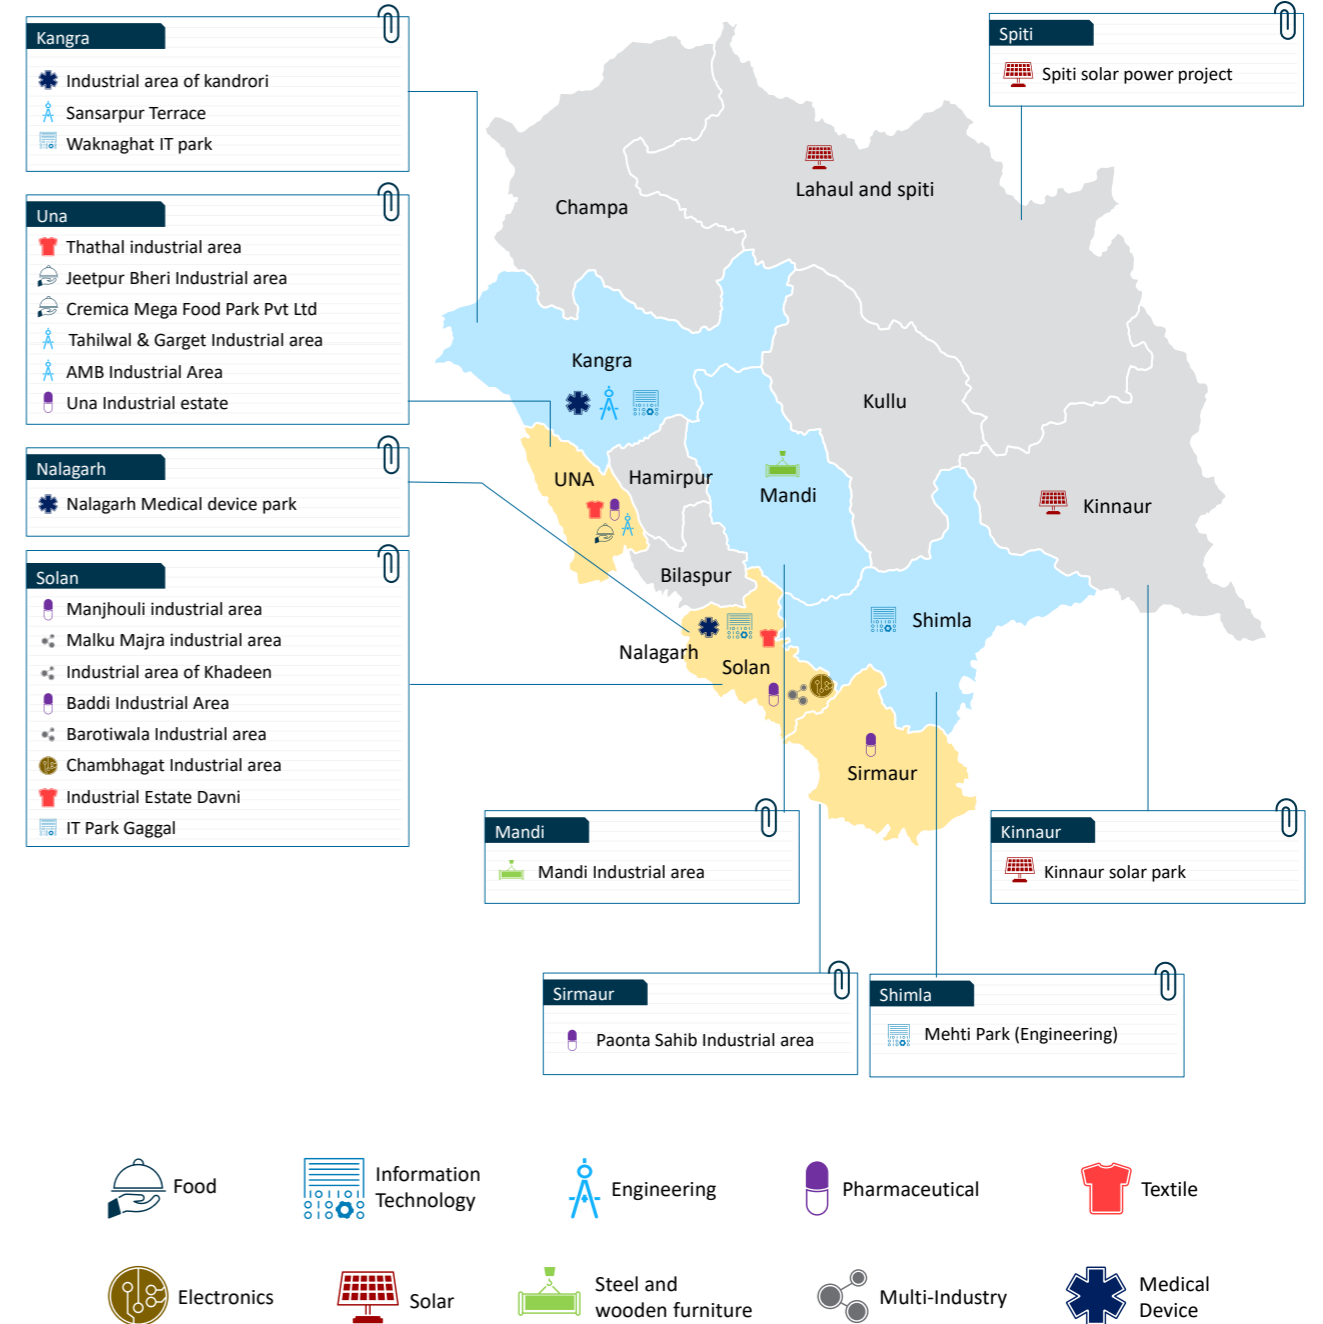 Kangra
Industrial area of kandrori
Sansarpur Terrace
Waknaghat IT park
Spiti
Spiti solar power project
Una
Thathal industrial area
Jeetpur Bheri Industrial area
Cremica Mega Food Park Pvt Ltd
Tahilwal & Garget Industrial area
AMB Industrial Area
Una Industrial estate
Nalagarh
Nalagarh Medical device park
Solan
Manjhouli industrial area
Malku Majra industrial area
Industrial area of Khadeen
Baddi Industrial Area
Barotiwala Industrial area
Chambhagat Industrial area
Industrial Estate Davni
IT Park Gaggal
Champa
Lahaul and spiti
Kangra
Kullu
UNA
Hamirpur
Mandi
Kinnaur
Bilaspur
Shimla
Nalagarh
Solan
Sirmaur
Mandi
Mandi Industrial area
Kinnaur
Kinnaur solar park
Sirmaur
Paonta Sahib Industrial area
Shimla
Mehti Park (Engineering)
Food
Information
Technology
Engineering
Pharmaceutical
Textile
Electronics
Solar
Steel and
wooden furniture
Multi-Industry
Medical
Device